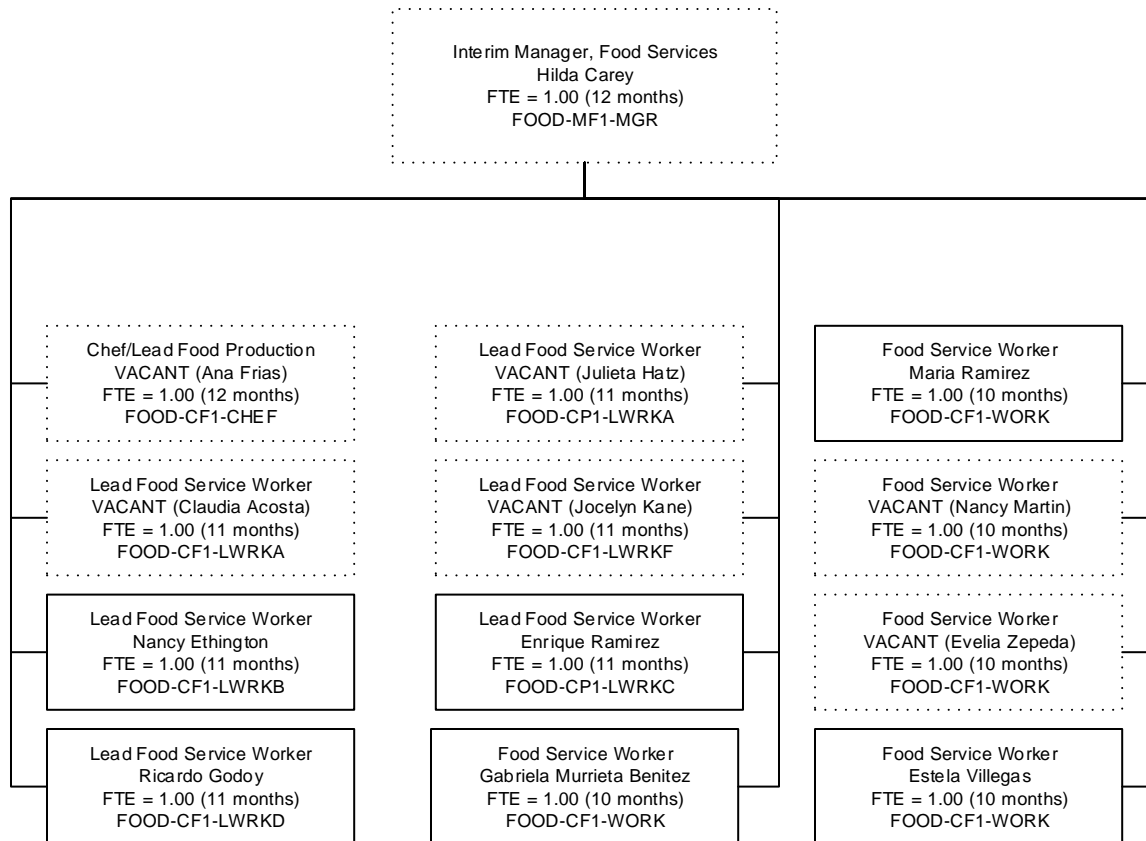 Interim Manager, Food Services
Hilda Carey
FTE = 1.00 (12 months)
FOOD-MF1-MGR
Chef/Lead Food Production
VACANT (Ana Frias)
FTE = 1.00 (12 months)
FOOD-CF1-CHEF
Lead Food Service Worker
VACANT (Claudia Acosta)
FTE = 1.00 (11 months)
FOOD-CF1-LWRKA
Lead Food Service Worker
Nancy Ethington
FTE = 1.00 (11 months)
FOOD-CF1-LWRKB
Lead Food Service Worker
Ricardo Godoy
FTE = 1.00 (11 months)
FOOD-CF1-LWRKD
Lead Food Service Worker
VACANT (Julieta Hatz)
FTE = 1.00 (11 months)
FOOD-CP1-LWRKA
Lead Food Service Worker
VACANT (Jocelyn Kane)
FTE = 1.00 (11 months)
FOOD-CF1-LWRKF
Lead Food Service Worker
Enrique Ramirez
FTE = 1.00 (11 months)
FOOD-CP1-LWRKC
Food Service Worker
Gabriela Murrieta Benitez
FTE = 1.00 (10 months)
FOOD-CF1-WORK
Food Service Worker
Maria Ramirez
FTE = 1.00 (10 months)
FOOD-CF1-WORK
Food Service Worker
VACANT (Nancy Martin)
FTE = 1.00 (10 months)
FOOD-CF1-WORK
Food Service Worker
VACANT (Evelia Zepeda)
FTE = 1.00 (10 months)
FOOD-CF1-WORK
Food Service Worker
Estela Villegas
FTE = 1.00 (10 months)
FOOD-CF1-WORK